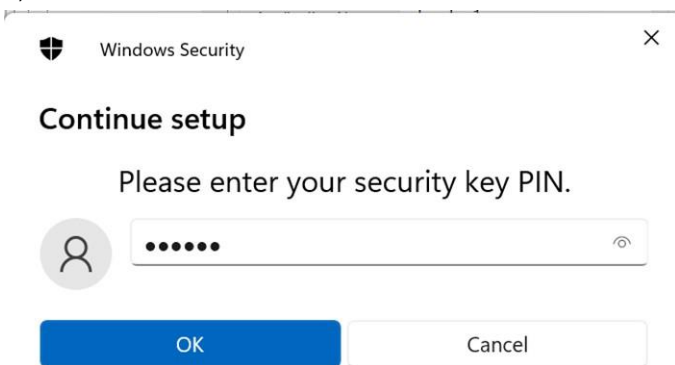 Windows Security
Continue setup
Please enter your security key PIN.
••••••
OK
Cancel